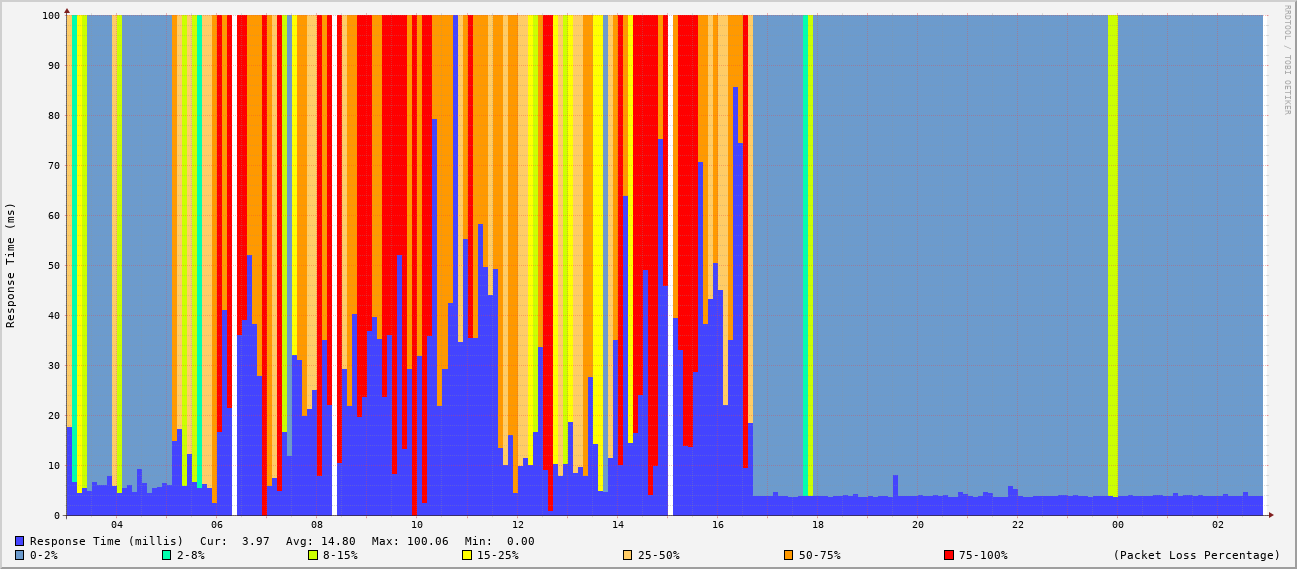 RRDTOOL / TOBI OETIKER
Response Time (ms)
100
90
80
70
60
50
40
30
20
10
0
04 06 08 10 12 14 16 18 20 22 00 02
Response Time (millis) Cur: 3.97 Avg: 14.80 Max: 100.06 Min: 0.00
0-2% 2-8% 8-15% 15-25% 25-50% 50-75% 75-100% (Packet Loss Percentage)